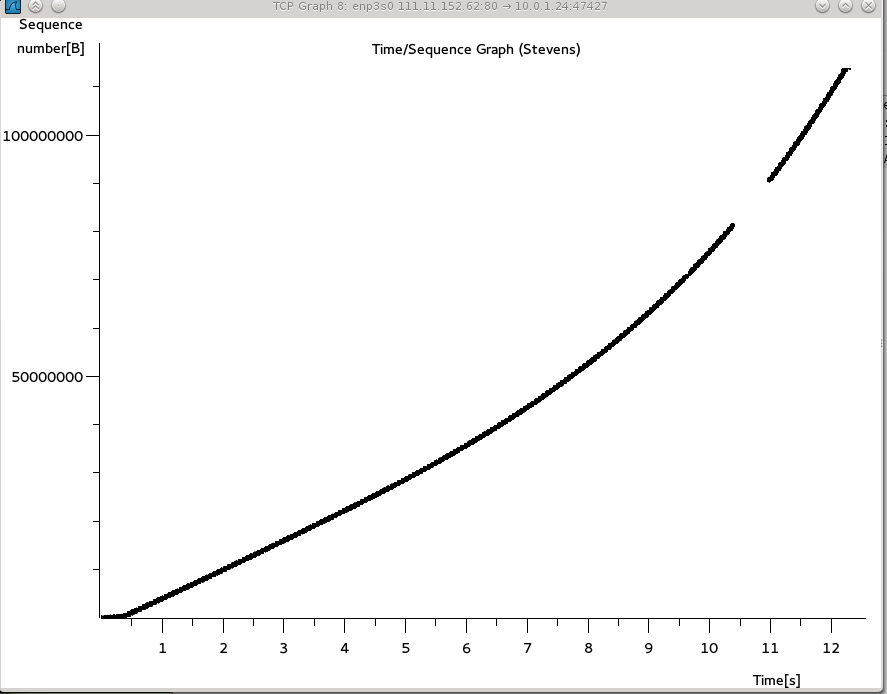 TCP Graph 8: enp3s0 111.11.152.62:80 → 10.0.1.24:47427
Sequence
number[B]
Time/Sequence Graph (Stevens)
100000000
50000000
1 2 3 4 5 6 7 8 9 10 11 12
Time[s]